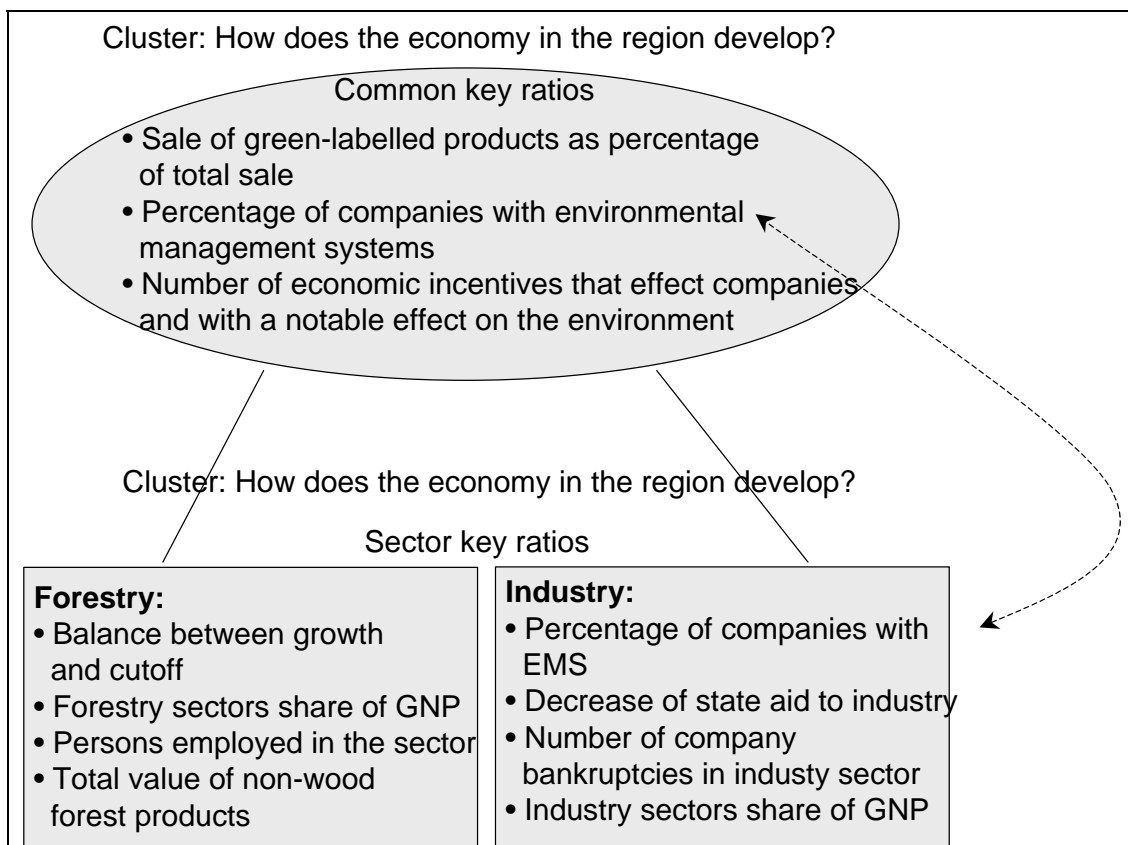 Cluster: How does the economy in the region develop?
Common key ratios
• Sale of green-labelled products as percentage
of total sale
• Percentage of companies with environmental
management systems
• Number of economic incentives that effect companies
and with a notable effect on the environment
Cluster: How does the economy in the region develop?
Sector key ratios
Forestry:
• Balance between growth
and cutoff
• Forestry sectors share of GNP
• Persons employed in the sector
• Total value of non-wood
forest products
Industry:
• Percentage of companies with
EMS
• Decrease of state aid to industry
• Number of company
bankruptcies in industy sector
• Industry sectors share of GNP